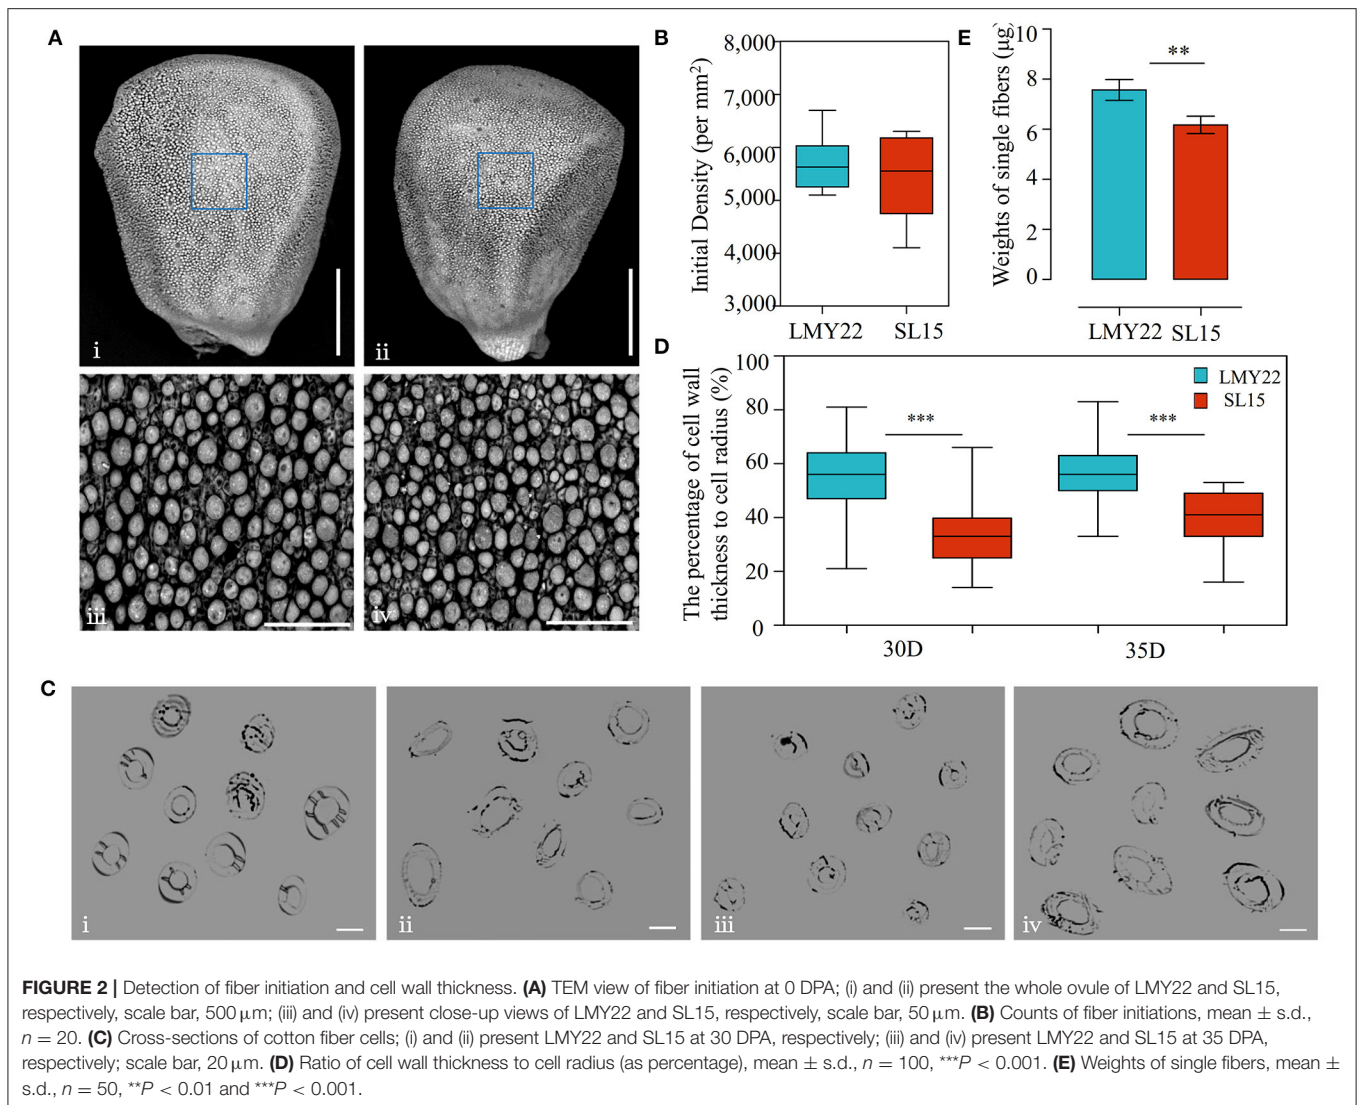 A
i
ii
iii
iv
B
Initial Density (per mm²)
8,000
7,000
6,000
5,000
4,000
3,000
LMY22 SL15
E
Weights of single fibers (µg)
10
8
6
4
2
0
**
LMY22 SL15
D
The percentage of cell wall
thickness to cell radius (%)
100
80
60
40
20
0
***
***
LMY22
SL15
30D 35D
C
i
ii
iii
iv
FIGURE 2 | Detection of fiber initiation and cell wall thickness. (A) TEM view of fiber initiation at 0 DPA; (i) and (ii) present the whole ovule of LMY22 and SL15,
respectively, scale bar, 500 µm; (iii) and (iv) present close-up views of LMY22 and SL15, respectively, scale bar, 50 µm. (B) Counts of fiber initiations, mean ± s.d.,
n = 20. (C) Cross-sections of cotton fiber cells; (i) and (ii) present LMY22 and SL15 at 30 DPA, respectively; (iii) and (iv) present LMY22 and SL15 at 35 DPA,
respectively; scale bar, 20 µm. (D) Ratio of cell wall thickness to cell radius (as percentage), mean ± s.d., n = 100, ***P < 0.001. (E) Weights of single fibers, mean ±
s.d., n = 50, **P < 0.01 and ***P < 0.001.